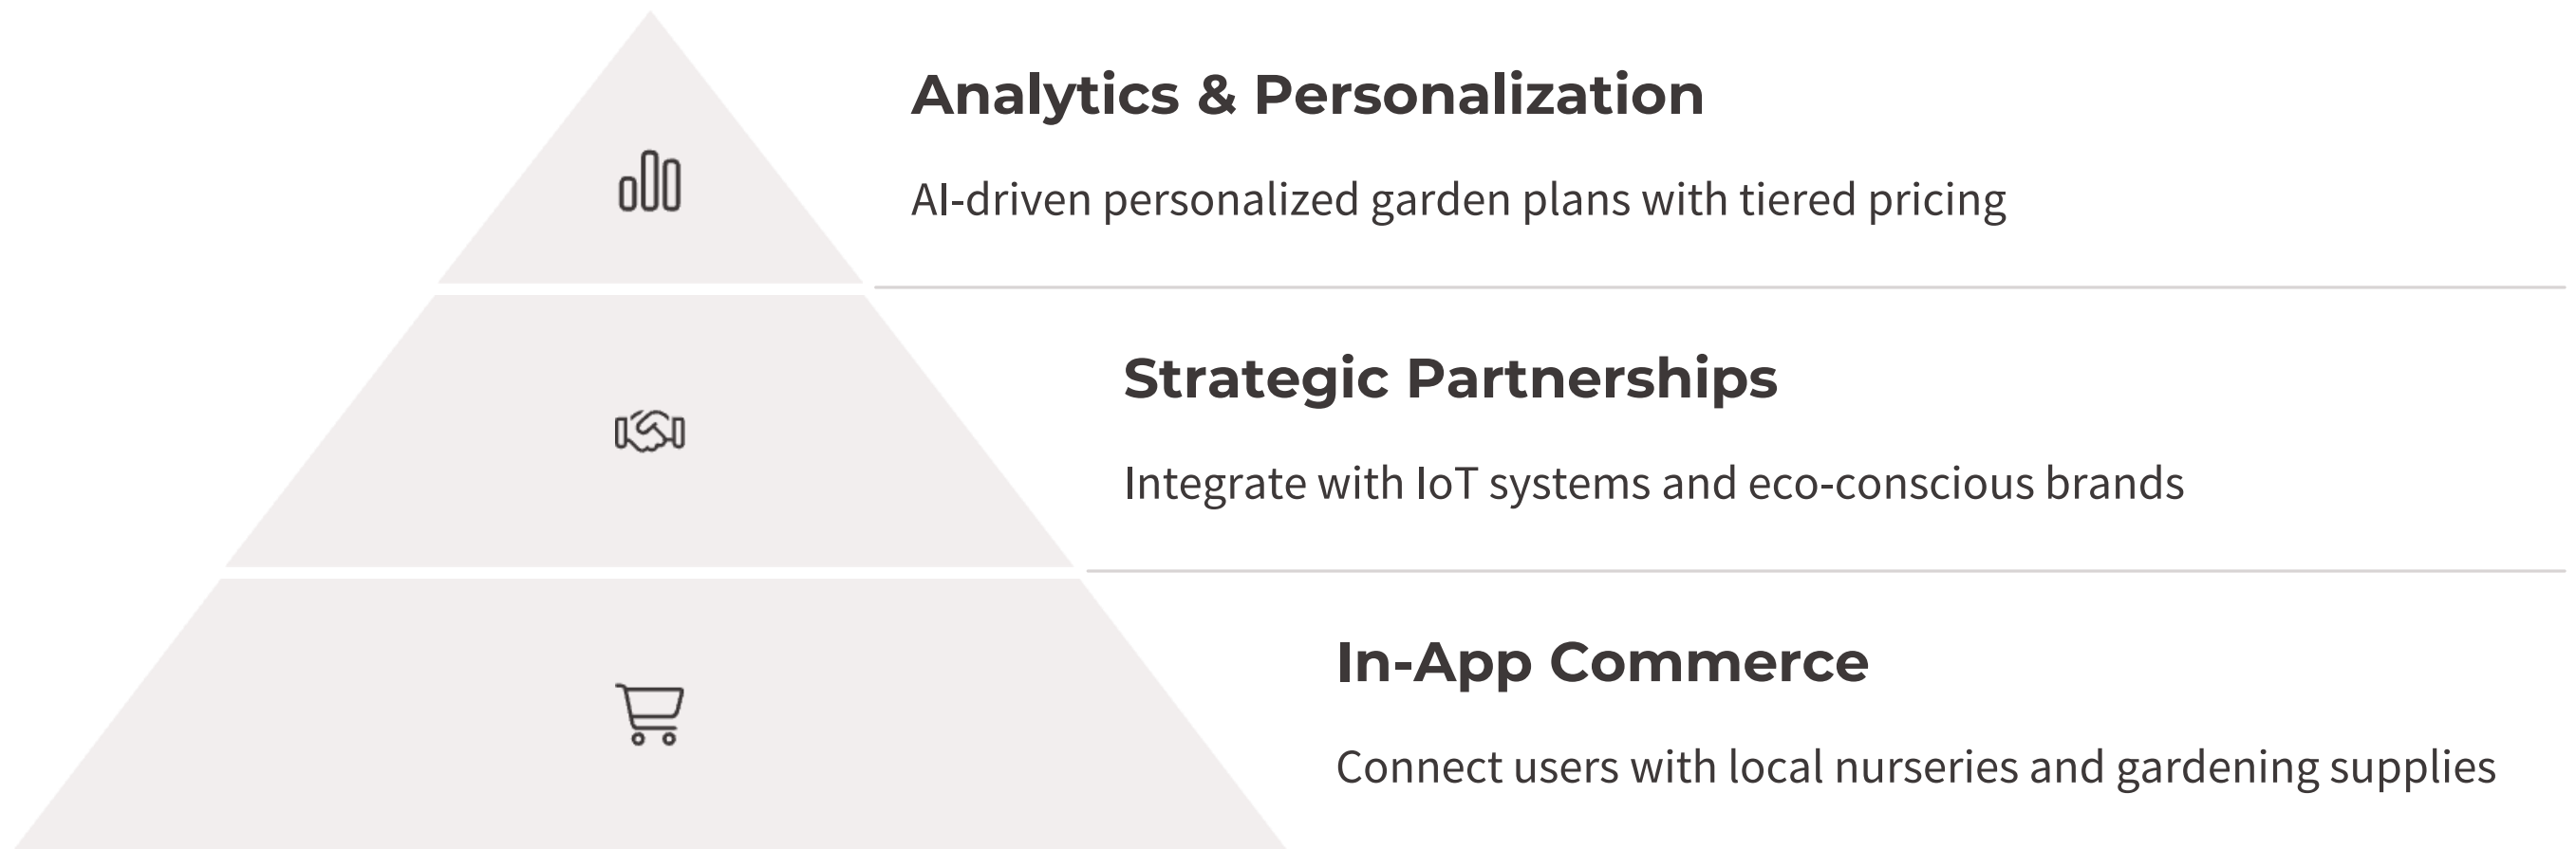 Analytics & Personalization
AI-driven personalized garden plans with tiered pricing
Strategic Partnerships
Integrate with IoT systems and eco-conscious brands
In-App Commerce
Connect users with local nurseries and gardening supplies